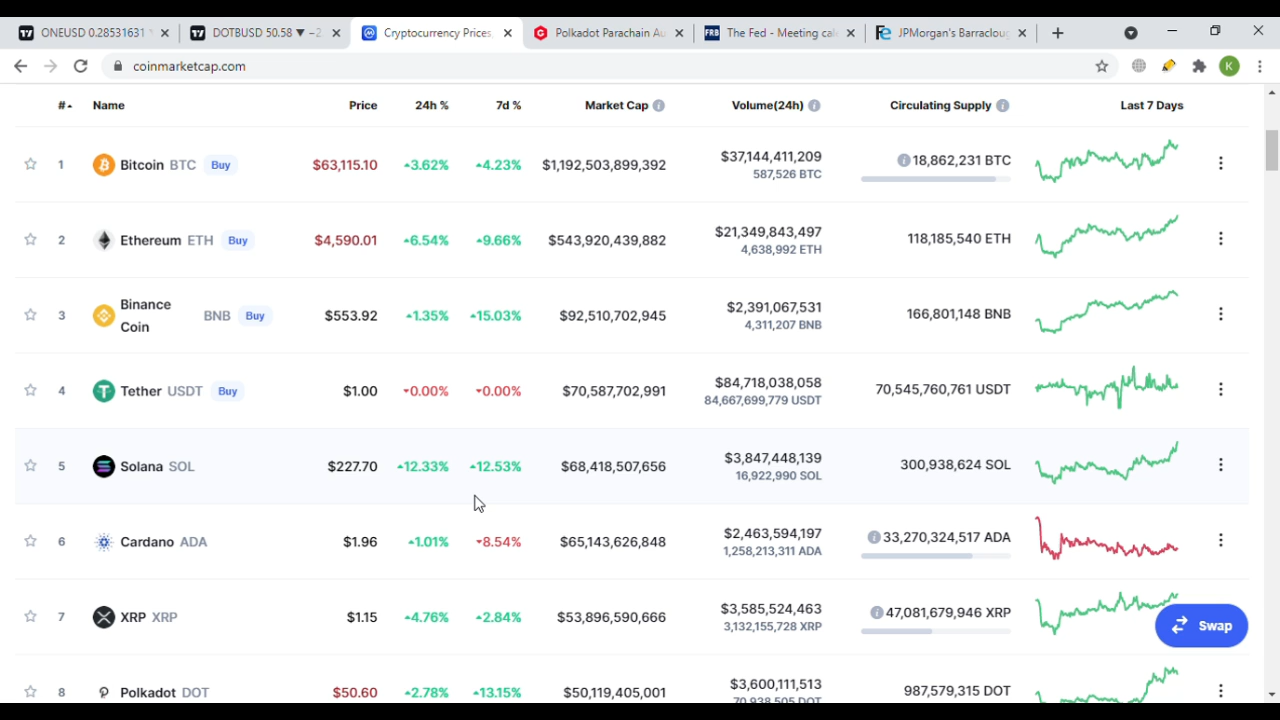 ONEUSD 0.28531631
DOTBUSD 50.58 ▼ −2
Cryptocurrency Prices,
Polkadot Parachain Au
FRB The Fed - Meeting cale
JPMorgan's Barracloug
coinmarketcap.com
K
# Name Price 24h % 7d % Market Cap Volume(24h) Circulating Supply Last 7 Days
1 Bitcoin BTC Buy $63,115.10 3.62% 4.23% $1,192,503,899,392 $37,144,411,209 18,862,231 BTC
587,526 BTC
2 Ethereum ETH Buy $4,590.01 6.54% 9.66% $543,920,439,882 $21,349,843,497 118,185,540 ETH
4,638,992 ETH
3 Binance Coin BNB Buy $553.92 1.35% 15.03% $92,510,702,945 $2,391,067,531 166,801,148 BNB
4,311,207 BNB
4 Tether USDT Buy $1.00 0.00% 0.00% $70,587,702,991 $84,718,038,058 70,545,760,761 USDT
84,667,699,779 USDT
5 Solana SOL $227.70 12.33% 12.53% $68,418,507,656 $3,847,448,139 300,938,624 SOL
16,922,990 SOL
6 Cardano ADA $1.96 1.01% 8.54% $65,143,626,848 $2,463,594,197 33,270,324,517 ADA
1,258,213,311 ADA
7 XRP XRP $1.15 4.76% 2.84% $53,896,590,666 $3,585,524,463 47,081,679,946 XRP
3,132,155,728 XRP
Swap
8 Polkadot DOT $50.60 2.78% 13.15% $50,119,405,001 $3,600,111,513 987,579,315 DOT
70,938,505 DOT